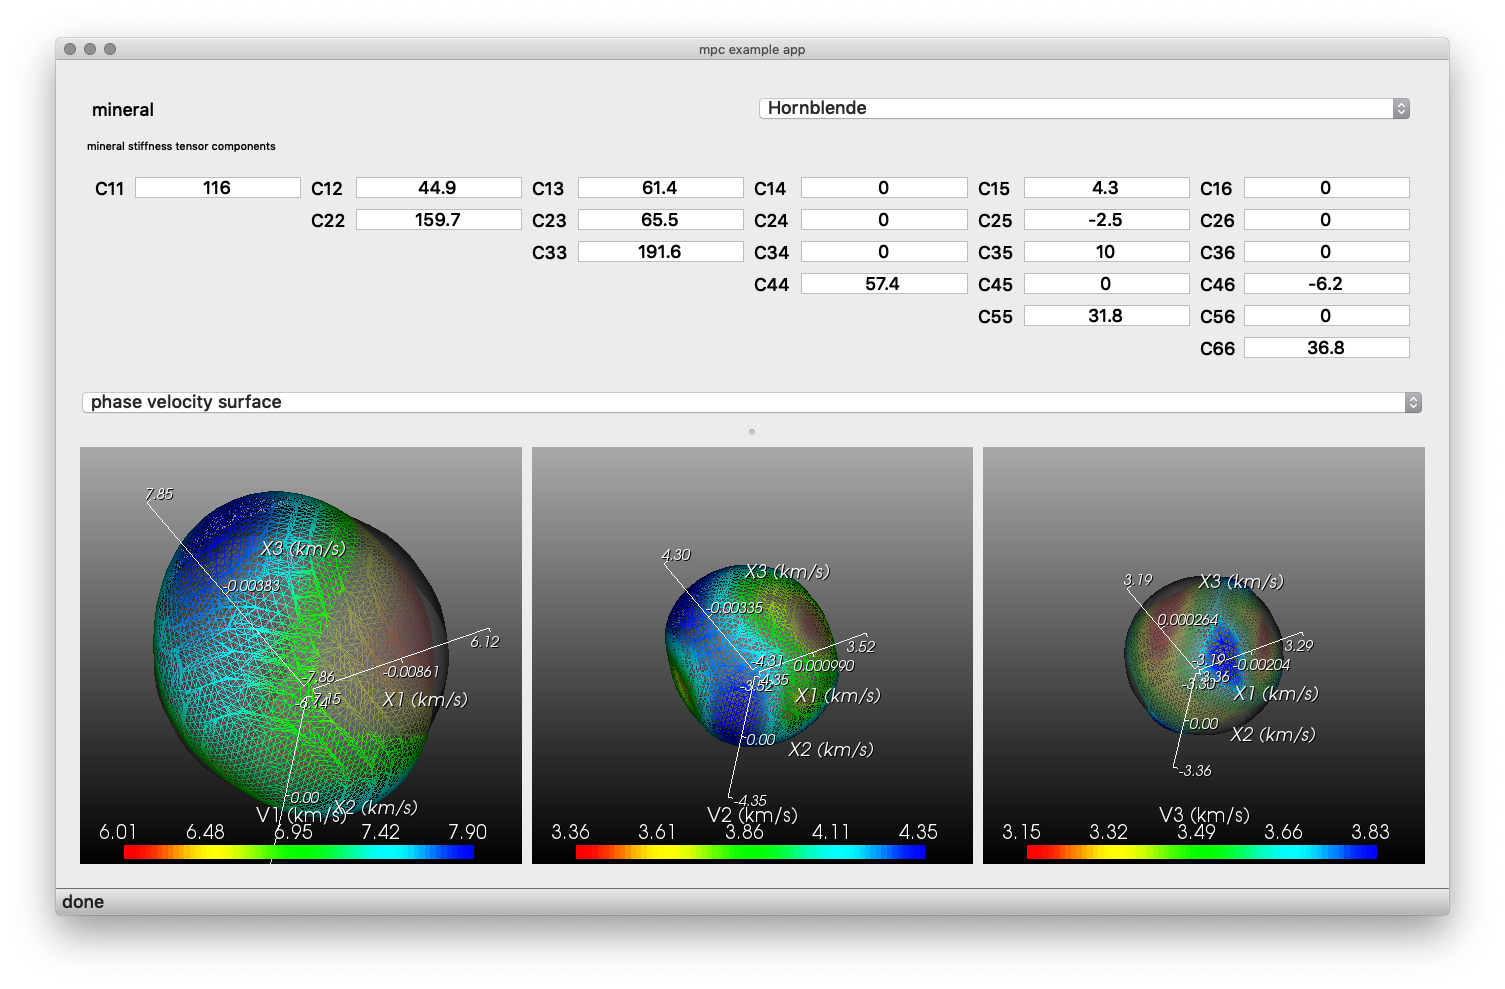 mpc example app
mineral Hornblende
mineral stiffness tensor components
C11 116 C12 44.9 C13 61.4 C14 0 C15 4.3 C16 0
C22 159.7 C23 65.5 C24 0 C25 -2.5 C26 0
C33 191.6 C34 0 C35 10 C36 0
C44 57.4 C45 0 C46 -6.2
C55 31.8 C56 0
C66 36.8
phase velocity surface
7.85
X3 (km/s)
-0.00383
6.12
-0.00861
-7.86
X1 (km/s)
-0.00
X2 (km/s)
V1 (km/s)
6.01 6.48 6.95 7.42 7.90
4.30
X3 (km/s)
-0.00335
3.52
-4.31 0.000990
-4.35
-3.52
X1 (km/s)
-0.00
X2 (km/s)
-4.35
V2 (km/s)
3.36 3.61 3.86 4.11 4.35
3.19
X3 (km/s)
0.000264
3.29
-3.19 -0.00204
-3.36
X1 (km/s)
-0.00
X2 (km/s)
-3.36
V3 (km/s)
3.15 3.32 3.49 3.66 3.83
done